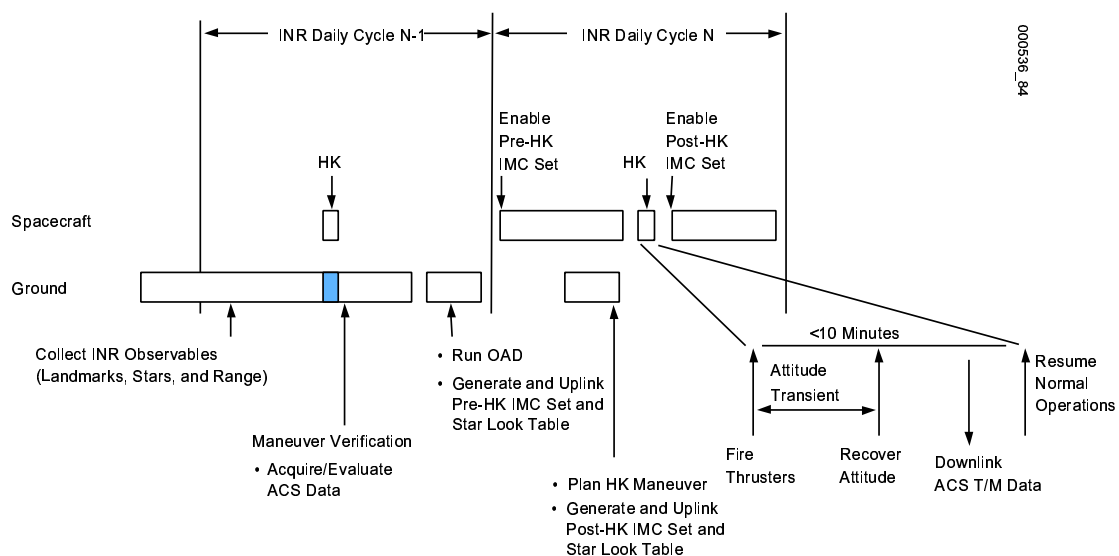 INR Daily Cycle N-1
INR Daily Cycle N
000536_84
Enable
Pre-HK
IMC Set
Enable
Post-HK
IMC Set
HK
HK
Spacecraft
Ground
Collect INR Observables
(Landmarks, Stars, and Range)
• Run OAD
• Generate and Uplink
Pre-HK IMC Set and
Star Look Table
<10 Minutes
Attitude
Transient
Resume
Normal
Operations
Maneuver Verification
• Acquire/Evaluate
ACS Data
Fire
Thrusters
Recover
Attitude
Downlink
ACS T/M Data
• Plan HK Maneuver
• Generate and Uplink
Post-HK IMC Set and
Star Look Table